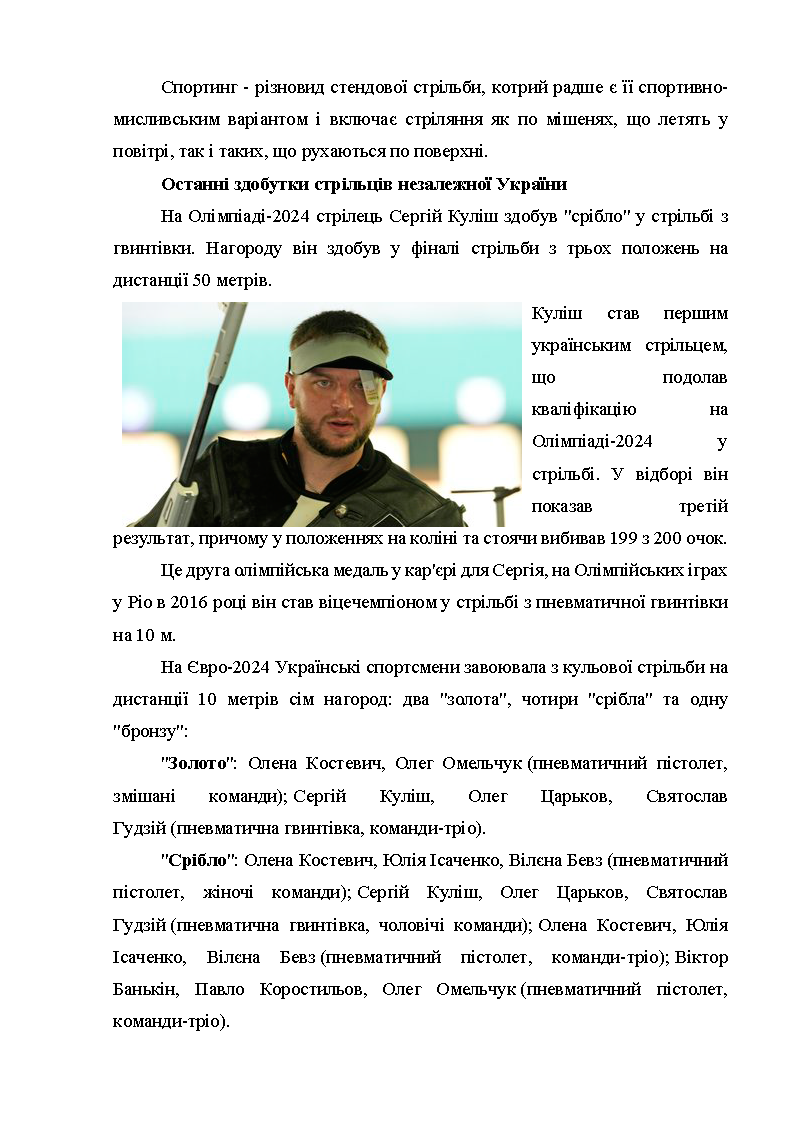 Спортинг - різновид стендової стрільби, котрий радше є її спортивно-
мисливським варіантом і включає стріляння як по мішенях, що летять у
повітрі, так і таких, що рухаються по поверхні.
Останні здобутки стрільців незалежної України
На Олімпіаді-2024 стрілець Сергій Куліш здобув "срібло" у стрільбі з
гвинтівки. Нагороду він здобув у фіналі стрільби з трьох положень на
дистанції 50 метрів.
Куліш став першим
українським стрільцем,
що подолав
кваліфікацію на
Олімпіаді-2024 у
стрільбі. У відборі він
показав третій
результат, причому у положеннях на коліні та стоячи вибивав 199 з 200 очок.
Це друга олімпійська медаль у кар'єрі для Сергія, на Олімпійських іграх
у Ріо в 2016 році він став віцечемпіоном у стрільбі з пневматичної гвинтівки
на 10 м.
На Євро-2024 Українські спортсмени завоювала з кульової стрільби на
дистанції 10 метрів сім нагород: два "золота", чотири "срібла" та одну
"бронзу":
"Золото": Олена Костевич, Олег Омельчук (пневматичний пістолет,
змішані команди); Сергій Куліш, Олег Царьков, Святослав
Гудзій (пневматична гвинтівка, команди-тріо).
"Срібло": Олена Костевич, Юлія Ісаченко, Вілєна Бевз (пневматичний
пістолет, жіночі команди); Сергій Куліш, Олег Царьков, Святослав
Гудзій (пневматична гвинтівка, чоловічі команди); Олена Костевич, Юлія
Ісаченко, Вілєна Бевз (пневматичний пістолет, команди-тріо); Віктор
Банькін, Павло Коростильов, Олег Омельчук (пневматичний пістолет,
команди-тріо).